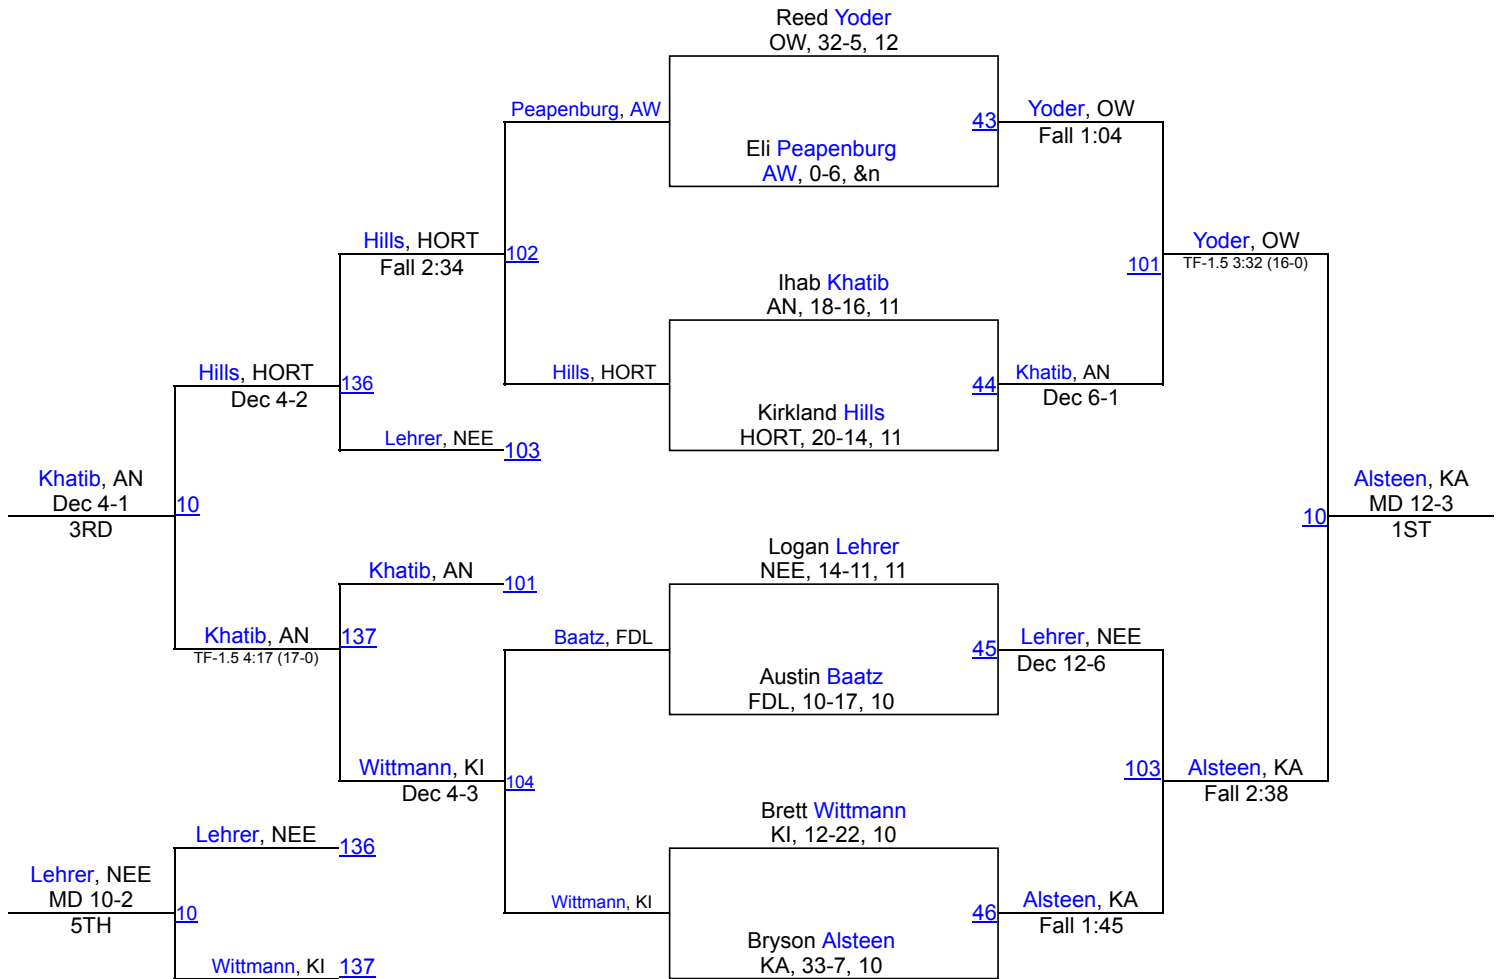 Reed Yoder
OW, 32-5, 12
Peapenburg, AW
43
Yoder, OW
Fall 1:04
Eli Peapenburg
AW, 0-6, &n
Hills, HORT
Fall 2:34
102
101
Yoder, OW
TF-1.5 3:32 (16-0)
Ihab Khatib
AN, 18-16, 11
Hills, HORT
Dec 4-2
136
Hills, HORT
44
Khatib, AN
Dec 6-1
Kirkland Hills
HORT, 20-14, 11
Lehrer, NEE
103
Khatib, AN
Dec 4-1
3RD
10
10
Alsteen, KA
MD 12-3
1ST
Logan Lehrer
NEE, 14-11, 11
Khatib, AN
101
Khatib, AN
TF-1.5 4:17 (17-0)
137
Baatz, FDL
45
Lehrer, NEE
Dec 12-6
Austin Baatz
FDL, 10-17, 10
Wittmann, KI
Dec 4-3
104
103
Alsteen, KA
Fall 2:38
Brett Wittmann
KI, 12-22, 10
Lehrer, NEE
136
Lehrer, NEE
MD 10-2
5TH
10
Wittmann, KI
46
Alsteen, KA
Fall 1:45
Bryson Alsteen
KA, 33-7, 10
Wittmann, KI
137